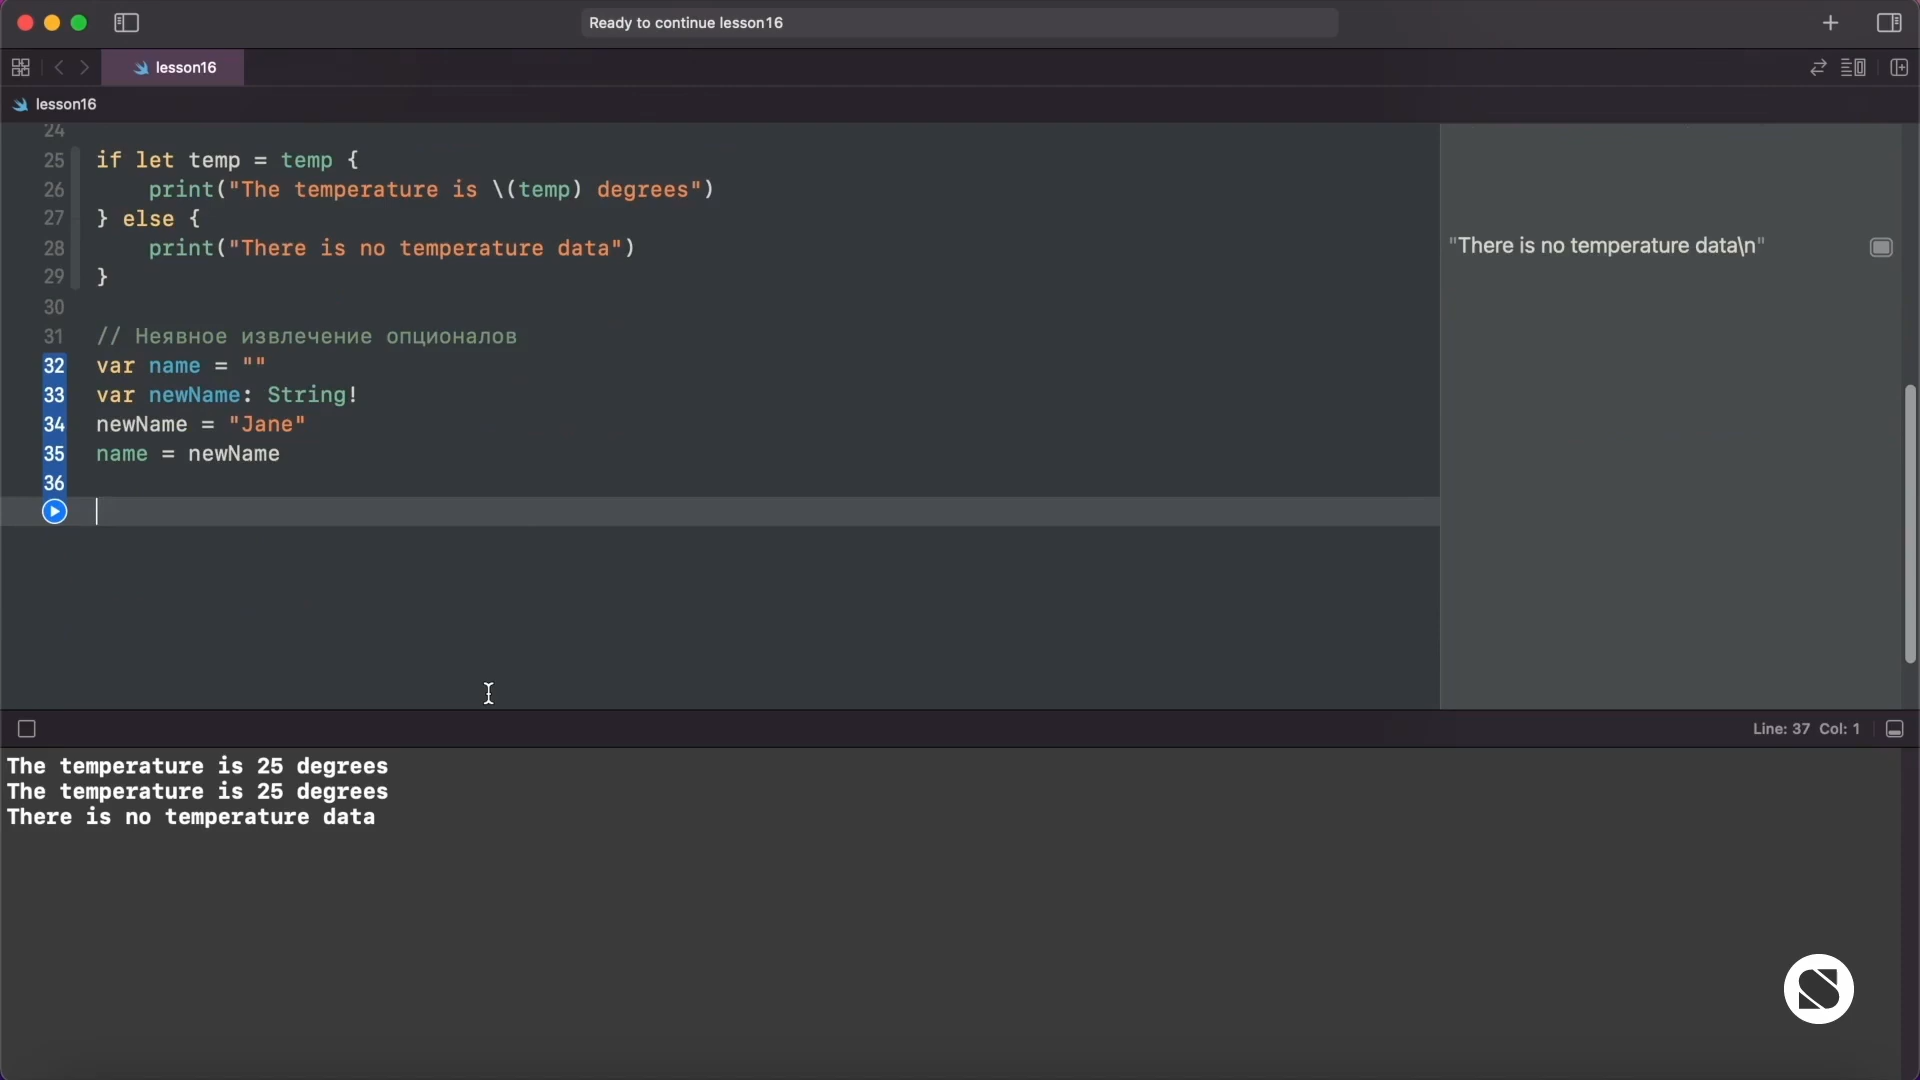 Ready to continue lesson16
lesson16
lesson16
24
25 if let temp = temp {
26 print("The temperature is \(temp) degrees")
27 } else {
28 print("There is no temperature data")
29 }
30
31 // Неявное извлечение опционалов
32 var name = ""
33 var newName: String!
34 newName = "Jane"
35 name = newName
36
"There is no temperature data\n"
Line: 37 Col: 1
The temperature is 25 degrees
The temperature is 25 degrees
There is no temperature data